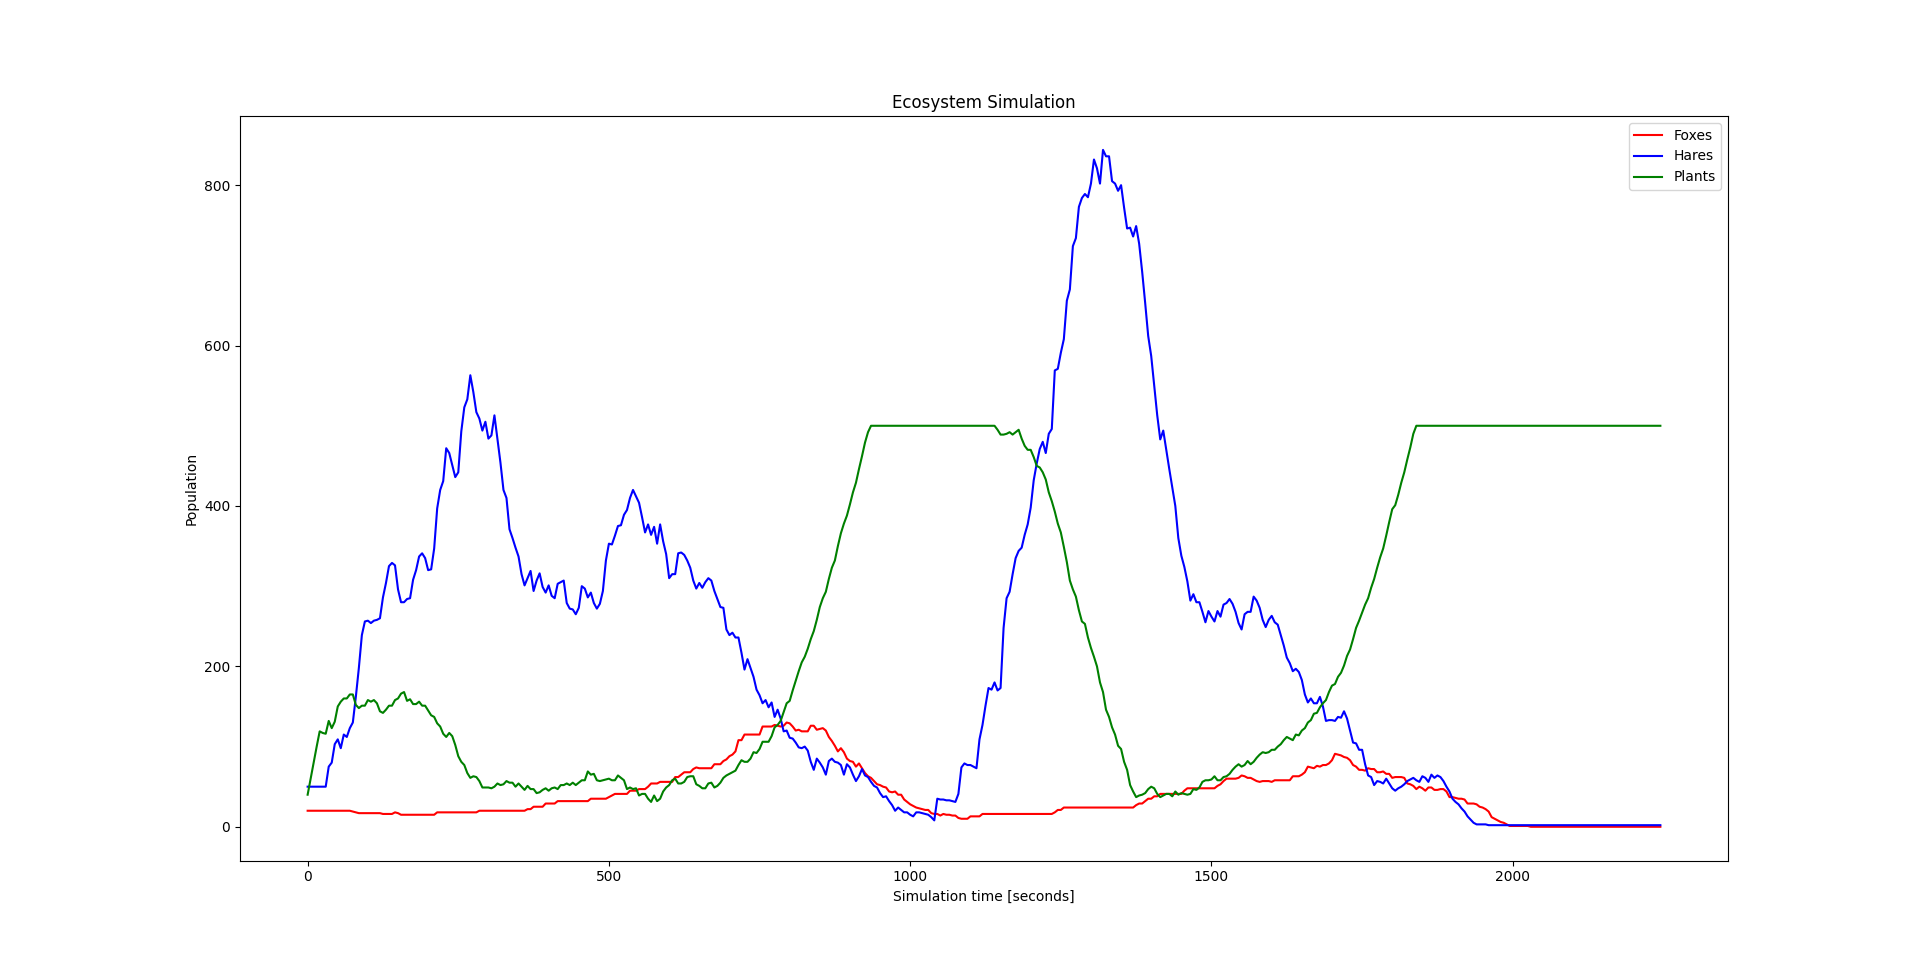 Ecosystem Simulation
Foxes
Hares
Plants
800
600
400
200
0
Population
0 500 1000 1500 2000
Simulation time [seconds]